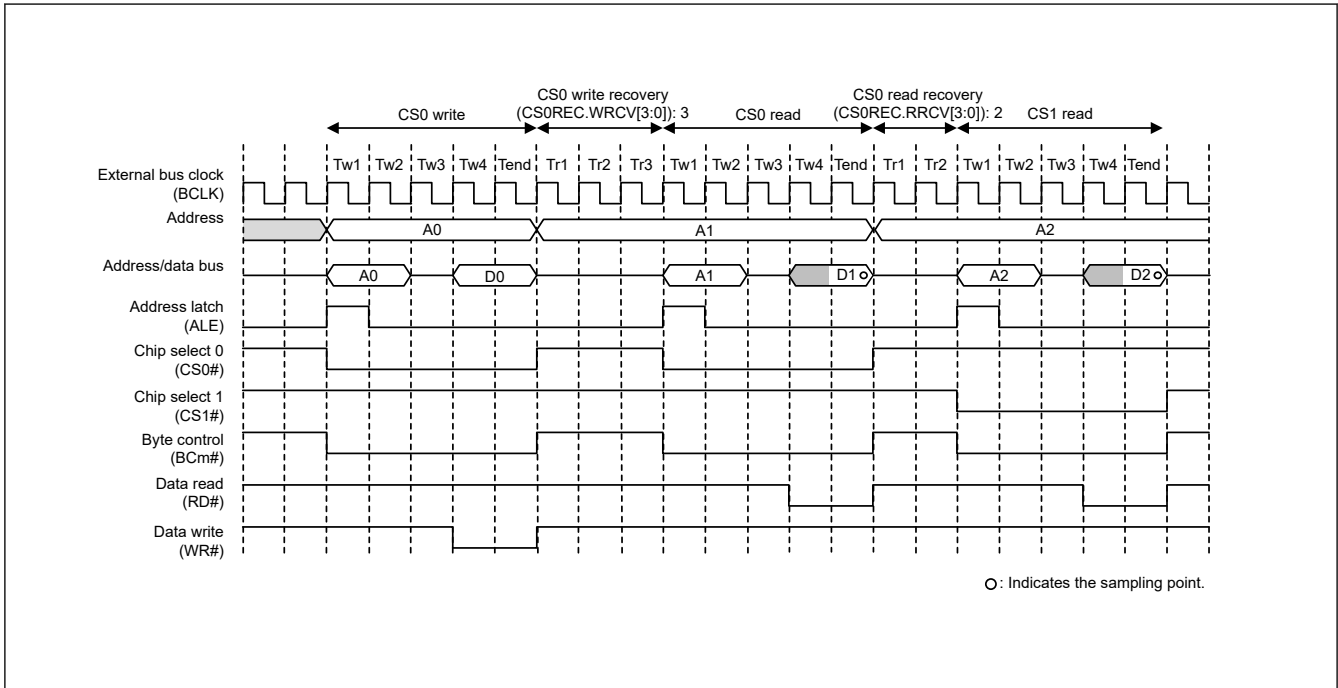 CS0 write
CS0 write recovery
(CS0REC.WRCV[3:0]): 3
CS0 read
CS0 read recovery
(CS0REC.RRCV[3:0]): 2
CS1 read
Tw1 Tw2 Tw3 Tw4 Tend Tr1 Tr2 Tr3 Tw1 Tw2 Tw3 Tw4 Tend Tr1 Tr2 Tw1 Tw2 Tw3 Tw4 Tend
External bus clock
(BCLK)
Address
A0 A1 A2
Address/data bus
A0 D0 A1 D1 A2 D2
Address latch
(ALE)
Chip select 0
(CS0#)
Chip select 1
(CS1#)
Byte control
(BCm#)
Data read
(RD#)
Data write
(WR#)
: Indicates the sampling point.